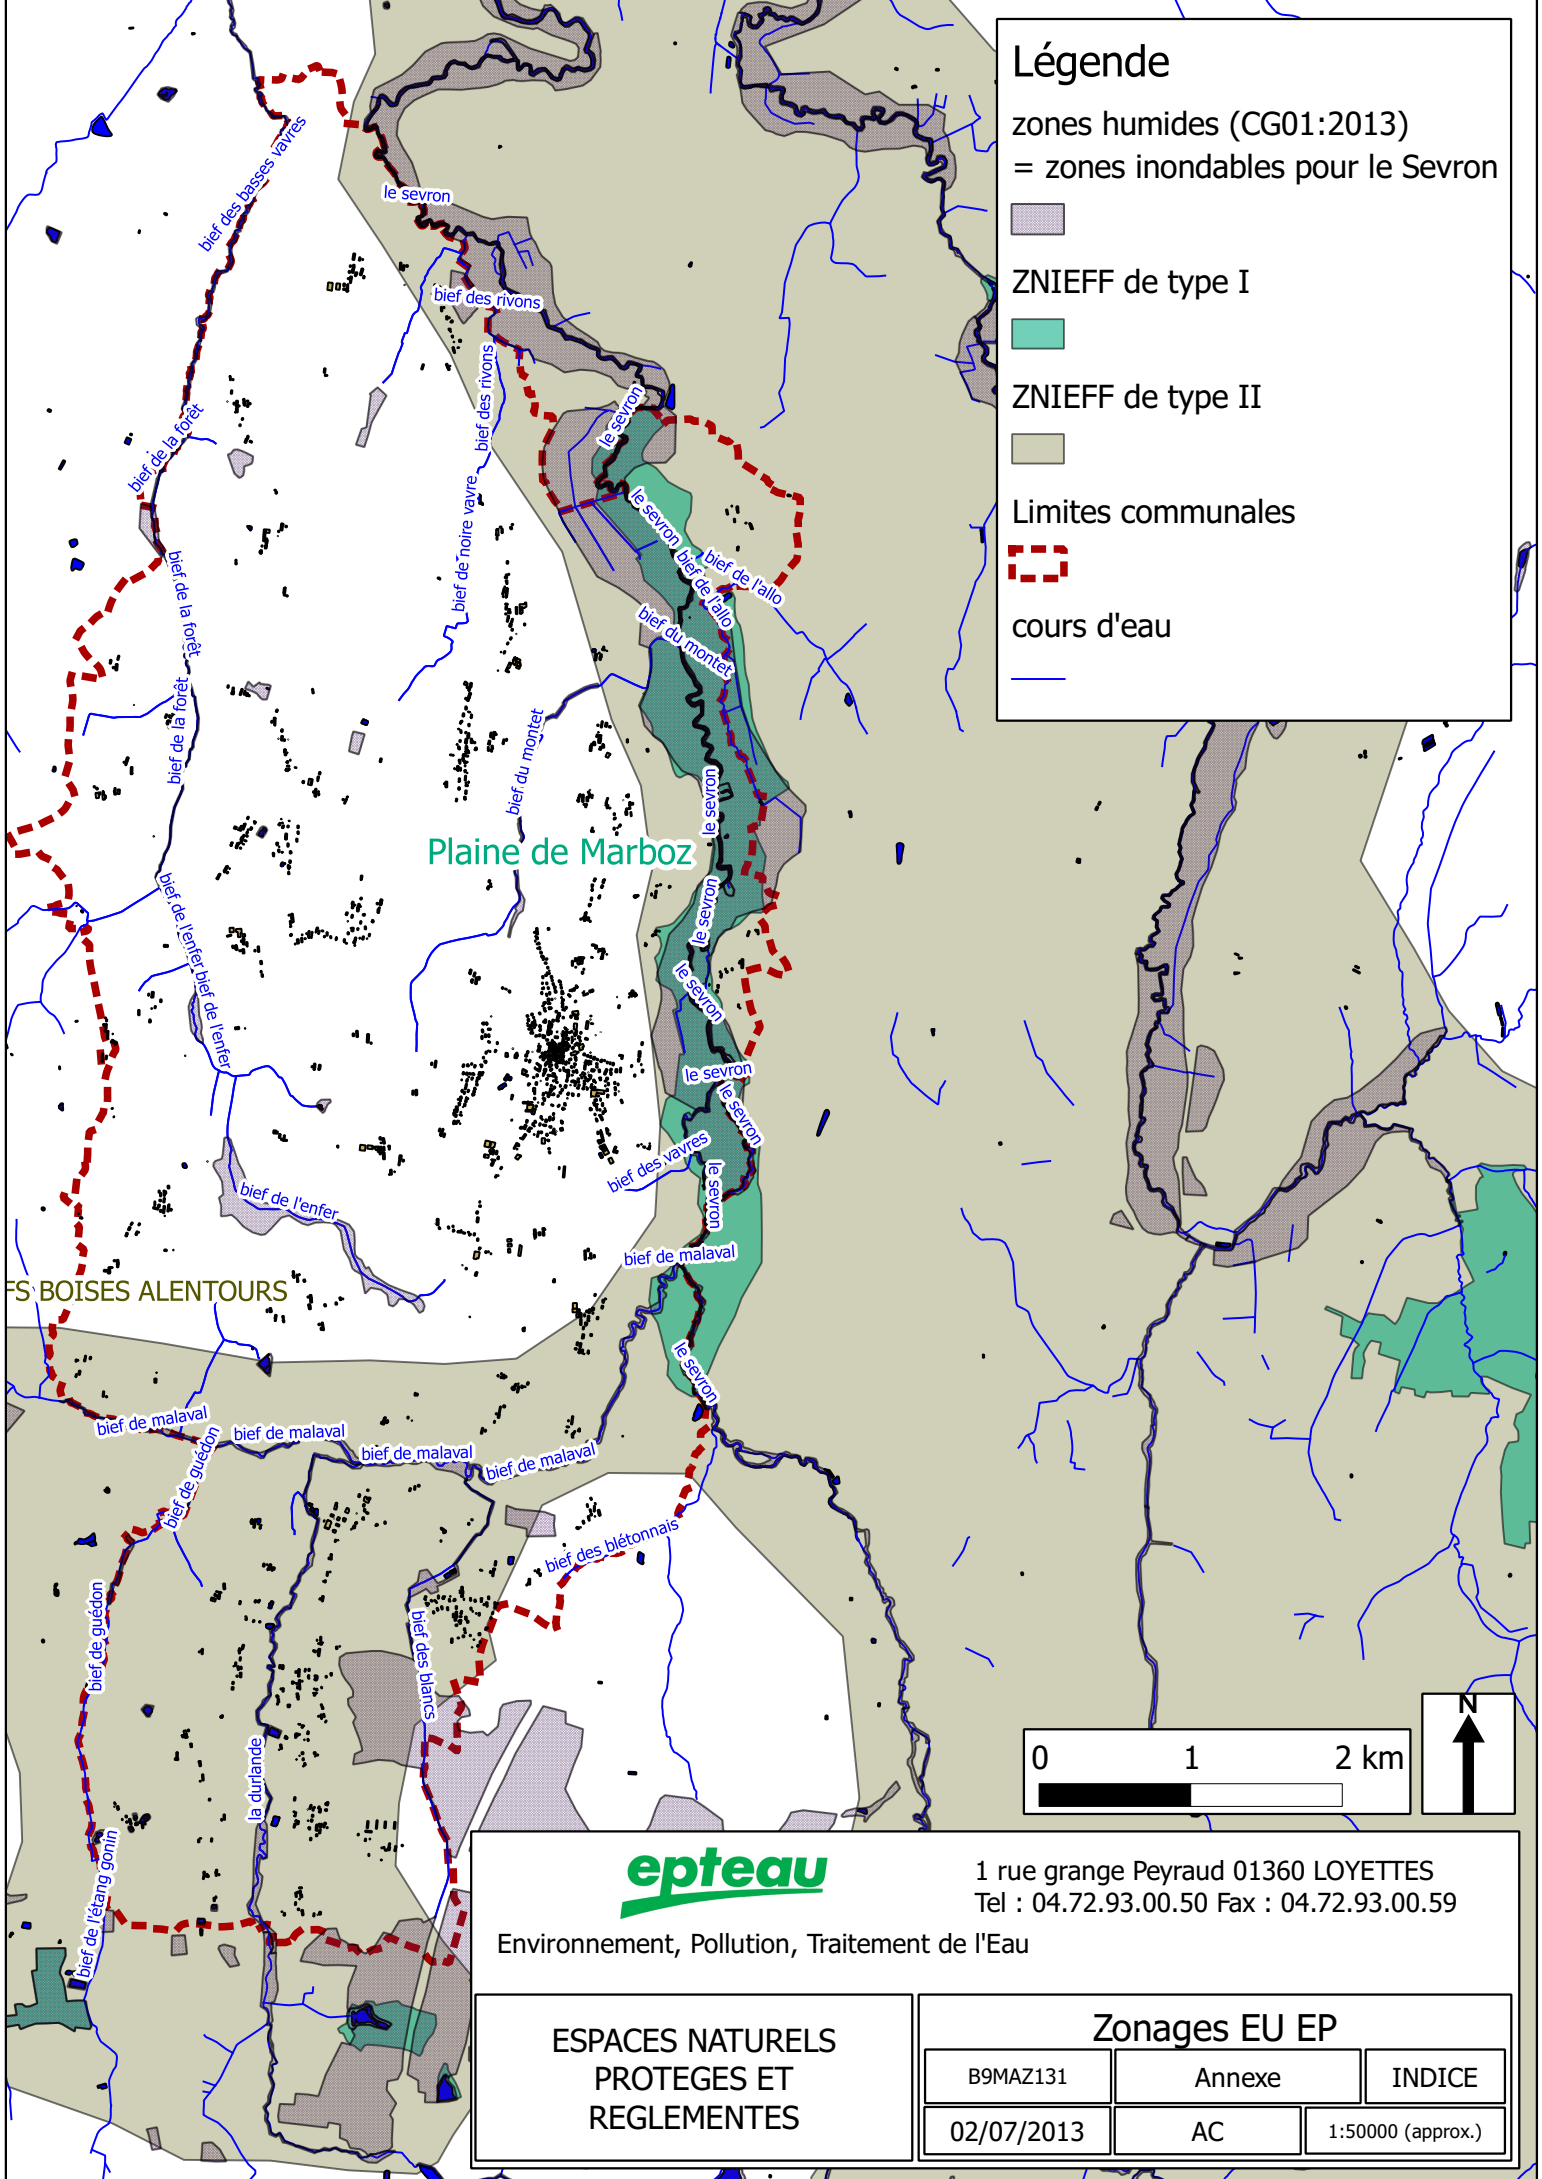 Légende
zones humides (CG01:2013)
= zones inondables pour le Sevron
ZNIEFF de type I
ZNIEFF de type II
Limites communales
cours d'eau
bief des basses vavres
le sevron
bief des rivons
bief des rivons
le sevron
bief de la forêt
bief de noire vavre
le sevron
bief de l'allo
bief de l'allo
bief de la forêt
bief du montet
bief de la forêt
bief du montet
le sevron
Plaine de Marboz
le sevron
bief de l'enfer
bief de l'enfer
le sevron
le sevron
le sevron
bief des vavres
le sevron
bief de l'enfer
bief de malaval
FS BOISES ALENTOURS
le sevron
bief de malaval
bief de malaval
bief de malaval
bief de malaval
bief de guédon
bief des blétonnais
bief de guédon
bief des blancs
la durlande
bief de l'étang gonin
N
0 1 2 km
epteau
1 rue grange Peyraud 01360 LOYETTES
Tel : 04.72.93.00.50 Fax : 04.72.93.00.59
Environnement, Pollution, Traitement de l'Eau
ESPACES NATURELS
PROTEGES ET
REGLEMENTES
Zonages EU EP
B9MAZ131 Annexe INDICE
02/07/2013 AC 1:50000 (approx.)